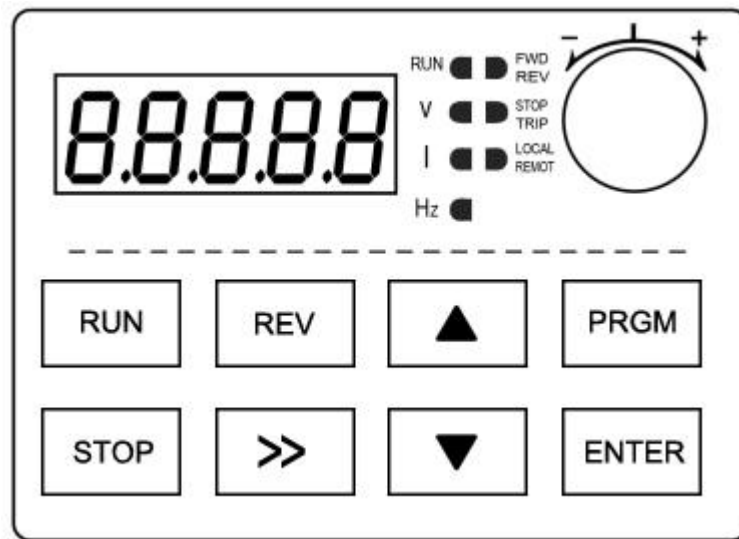 8.8.8.8.8
RUN FWD
REV
V STOP
TRIP
I LOCAL
REMOT
Hz
- +
RUN REV ▲ PRGM
STOP >> ▼ ENTER